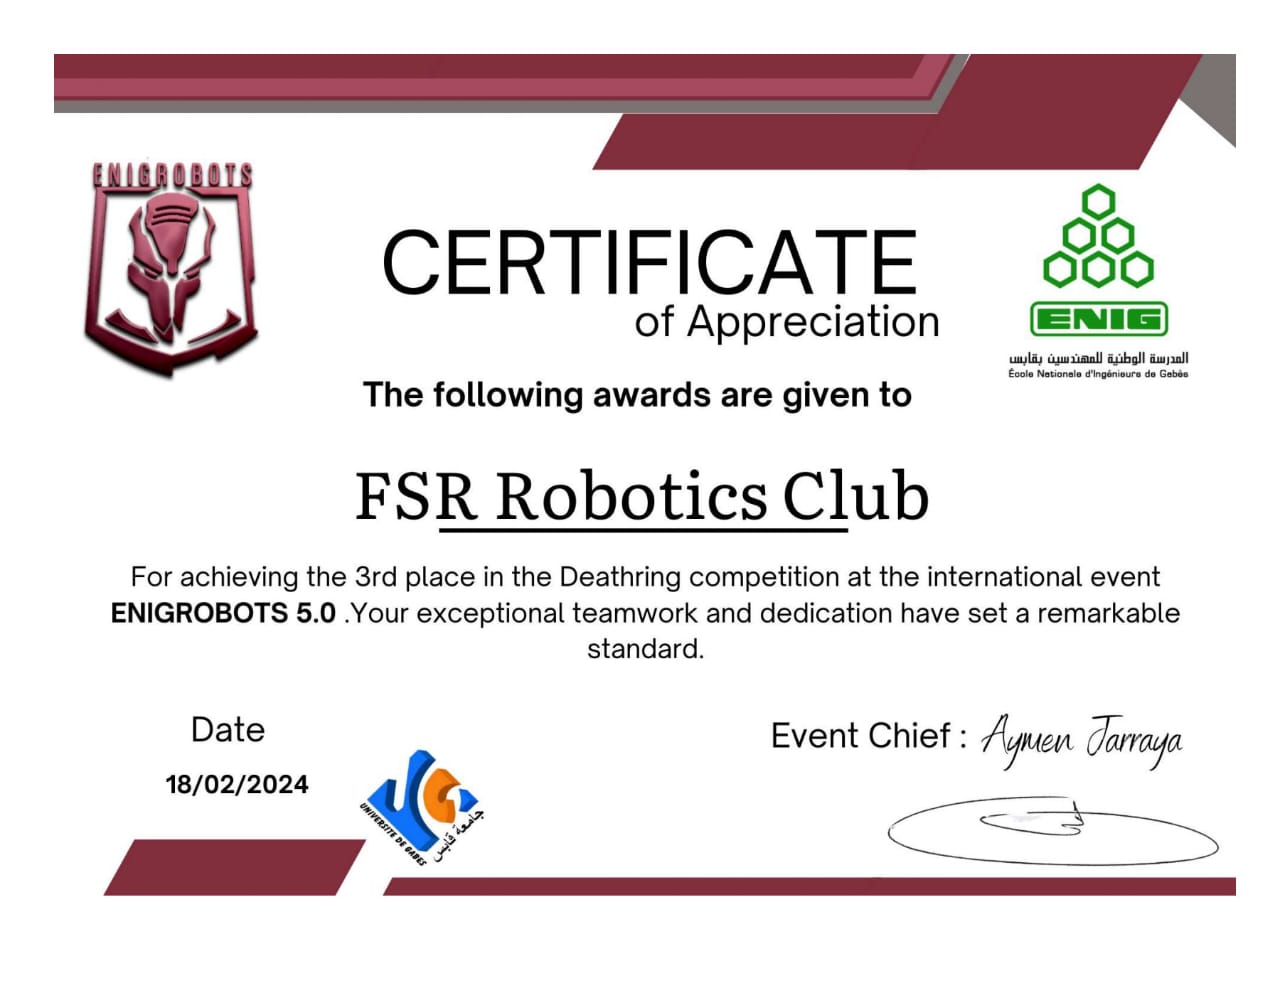 ENIGROBOTS
CERTIFICATE
of Appreciation
ENIG
المدرسة الوطنية للمهندسين بقابس
École Nationale d'Ingénieurs de Gabès
The following awards are given to
FSR Robotics Club
For achieving the 3rd place in the Deathring competition at the international event
ENIGROBOTS 5.0 .Your exceptional teamwork and dedication have set a remarkable
standard.
Date
18/02/2024
Event Chief : Aymen Jarraya
UNIVERSITE DE GABES
جامعة قابس